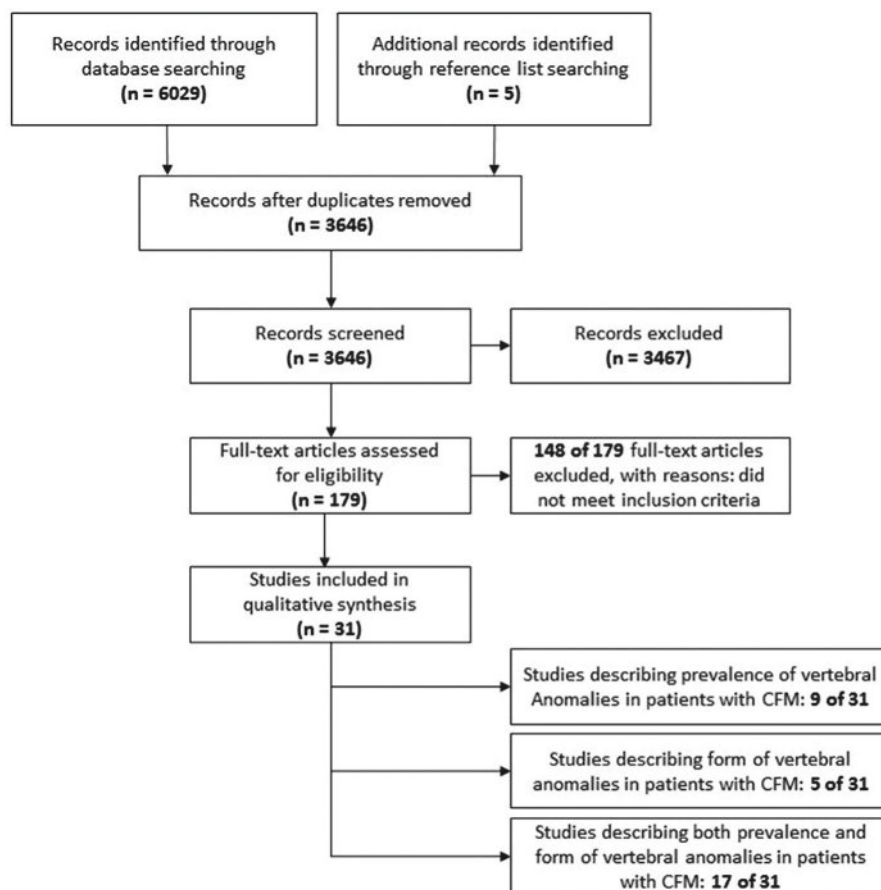 Records identified through
database searching
(n = 6029)
Additional records identified
through reference list searching
(n = 5)
Records after duplicates removed
(n = 3646)
Records screened
(n = 3646)
Records excluded
(n = 3467)
Full-text articles assessed
for eligibility
(n = 179)
148 of 179 full-text articles
excluded, with reasons: did
not meet inclusion criteria
Studies included in
qualitative synthesis
(n = 31)
Studies describing prevalence of vertebral
Anomalies in patients with CFM: 9 of 31
Studies describing form of vertebral
anomalies in patients with CFM: 5 of 31
Studies describing both prevalence and
form of vertebral anomalies in patients
with CFM: 17 of 31